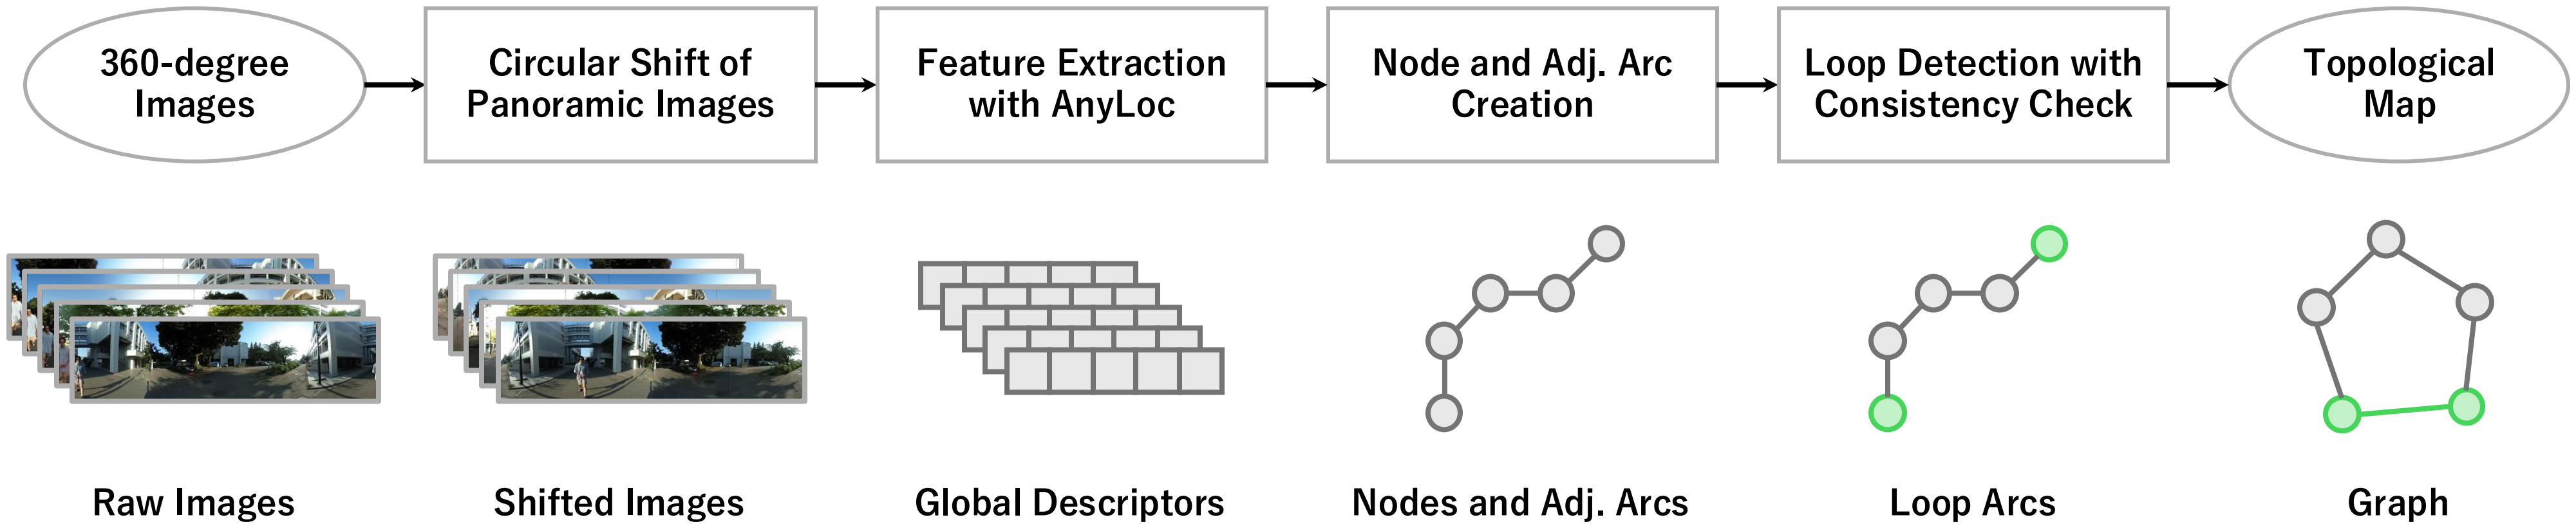 360-degree
Images
Circular Shift of
Panoramic Images
Feature Extraction
with AnyLoc
Node and Adj. Arc
Creation
Loop Detection with
Consistency Check
Topological
Map
Raw Images
Shifted Images
Global Descriptors
Nodes and Adj. Arcs
Loop Arcs
Graph